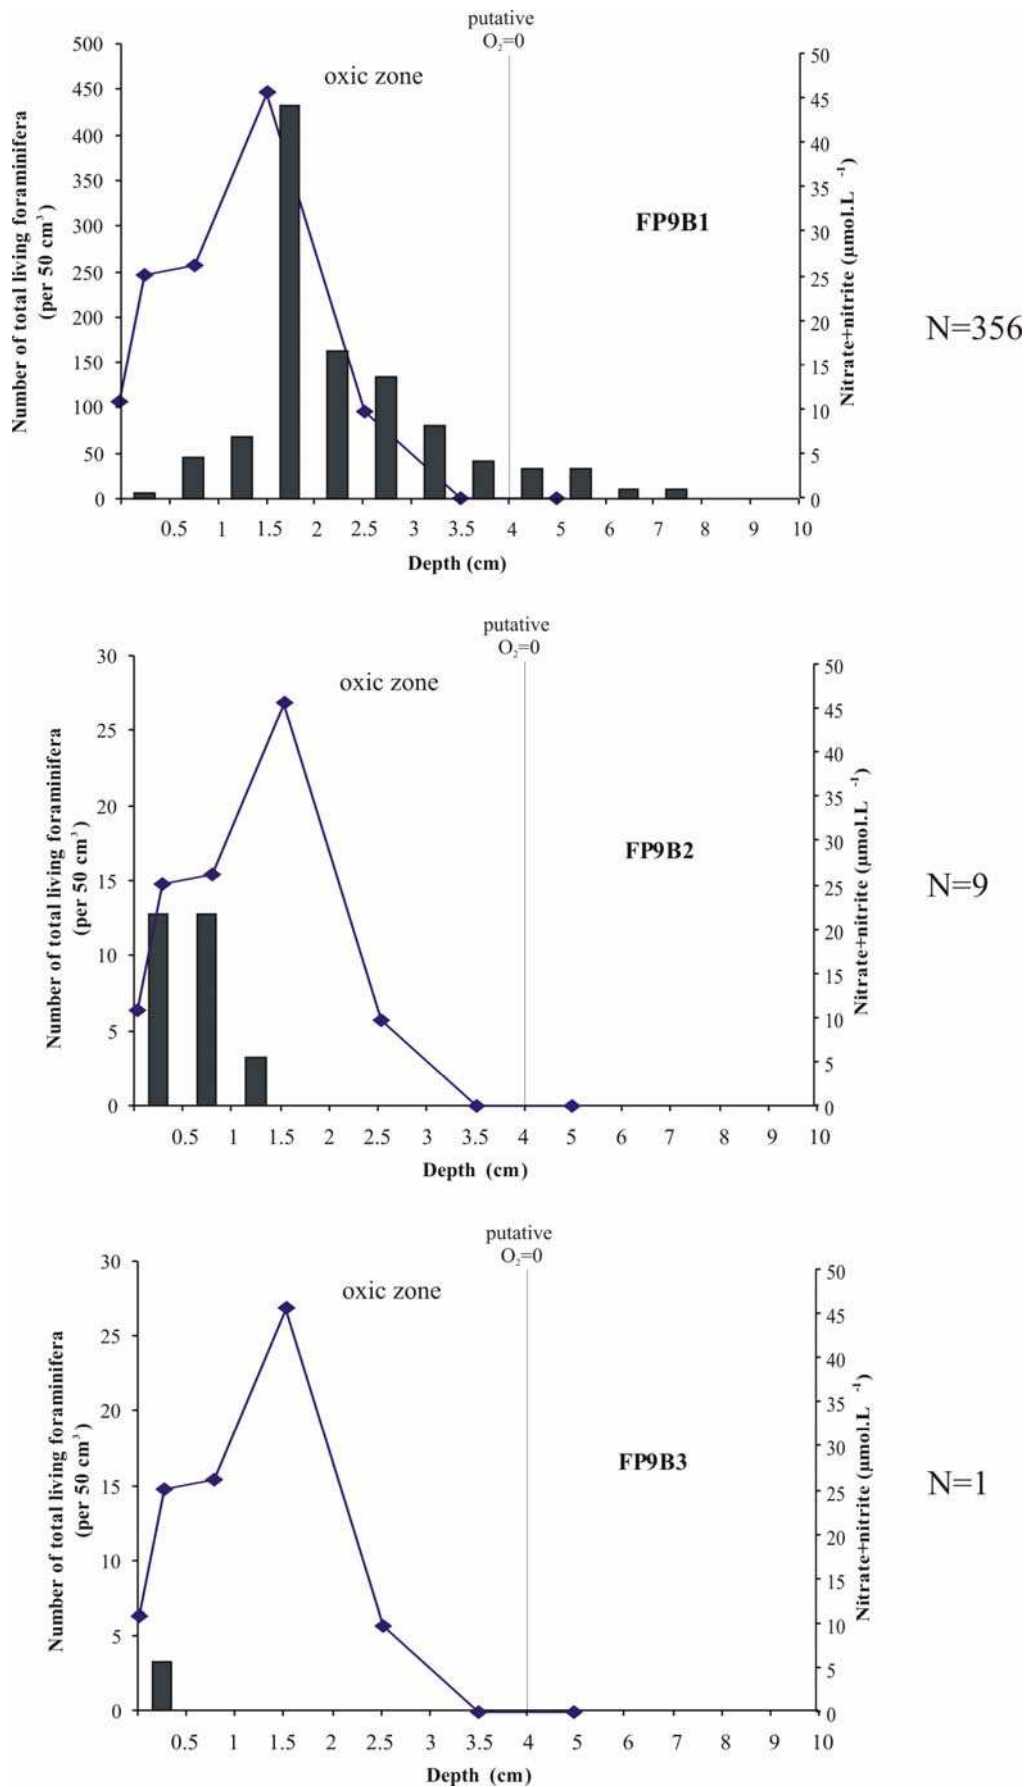 putative
O₂=0
oxic zone
500
450
400
350
300
250
200
150
100
50
0
Number of total living foraminifera
(per 50 cm³)
50
45
40
35
30
25
20
15
10
5
0
Nitrate+nitrite (µmol.L⁻¹)
FP9B1
N=356
0.5 1 1.5 2 2.5 3 3.5 4 5 6 7 8 9 10
Depth (cm)
putative
O₂=0
oxic zone
30
25
20
15
10
5
0
Number of total living foraminifera
(per 50 cm³)
50
45
40
35
30
25
20
15
10
5
0
Nitrate+nitrite (µmol.L⁻¹)
FP9B2
N=9
0.5 1 1.5 2 2.5 3 3.5 4 5 6 7 8 9 10
Depth (cm)
putative
O₂=0
oxic zone
30
25
20
15
10
5
0
Number of total living foraminifera
(per 50 cm³)
50
45
40
35
30
25
20
15
10
5
0
Nitrate+nitrite (µmol.L⁻¹)
FP9B3
N=1
0.5 1 1.5 2 2.5 3 3.5 4 5 6 7 8 9 10
Depth (cm)